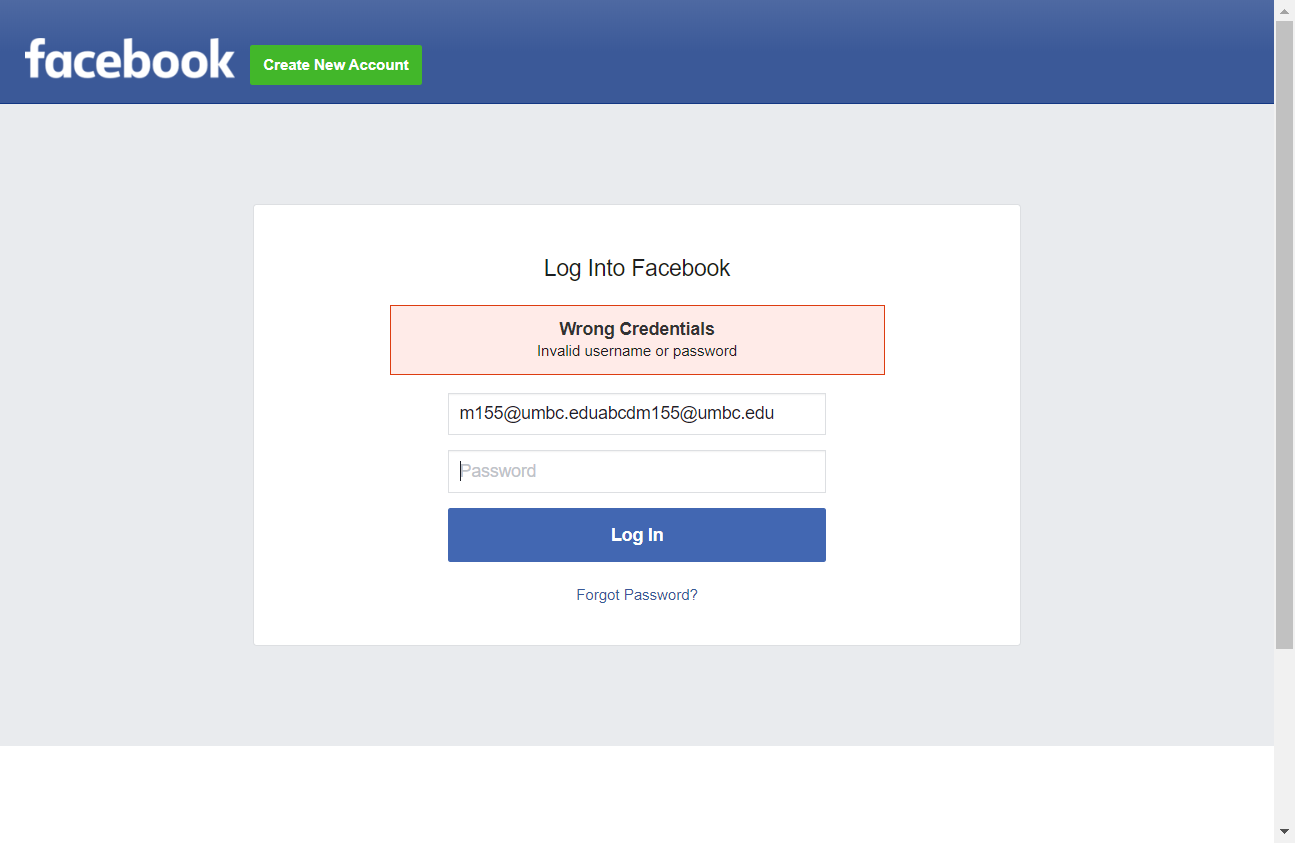 facebook
Create New Account
Log Into Facebook
Wrong Credentials
Invalid username or password
m155@umbc.eduabcdm155@umbc.edu
Password
Log In
Forgot Password?